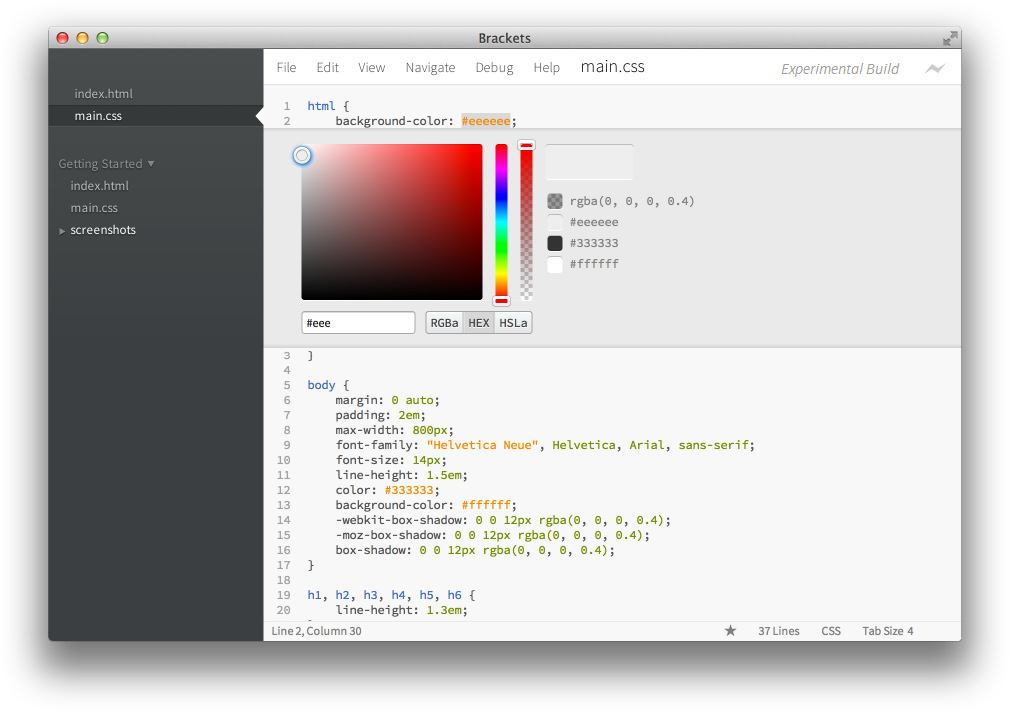 Brackets
File Edit View Navigate Debug Help main.css Experimental Build
index.html
main.css
Getting Started ▼
index.html
main.css
▸ screenshots
1 html {
2     background-color: #eeeeee;
rgba(0, 0, 0, 0.4)
#eeeeee
#333333
#ffffff
#eee RGBa HEX HSLa
3 }
4
5 body {
6     margin: 0 auto;
7     padding: 2em;
8     max-width: 800px;
9     font-family: "Helvetica Neue", Helvetica, Arial, sans-serif;
10     font-size: 14px;
11     line-height: 1.5em;
12     color: #333333;
13     background-color: #ffffff;
14     -webkit-box-shadow: 0 0 12px rgba(0, 0, 0, 0.4);
15     -moz-box-shadow: 0 0 12px rgba(0, 0, 0, 0.4);
16     box-shadow: 0 0 12px rgba(0, 0, 0, 0.4);
17 }
18
19 h1, h2, h3, h4, h5, h6 {
20     line-height: 1.3em;
Line 2, Column 30 ★ 37 Lines CSS Tab Size 4